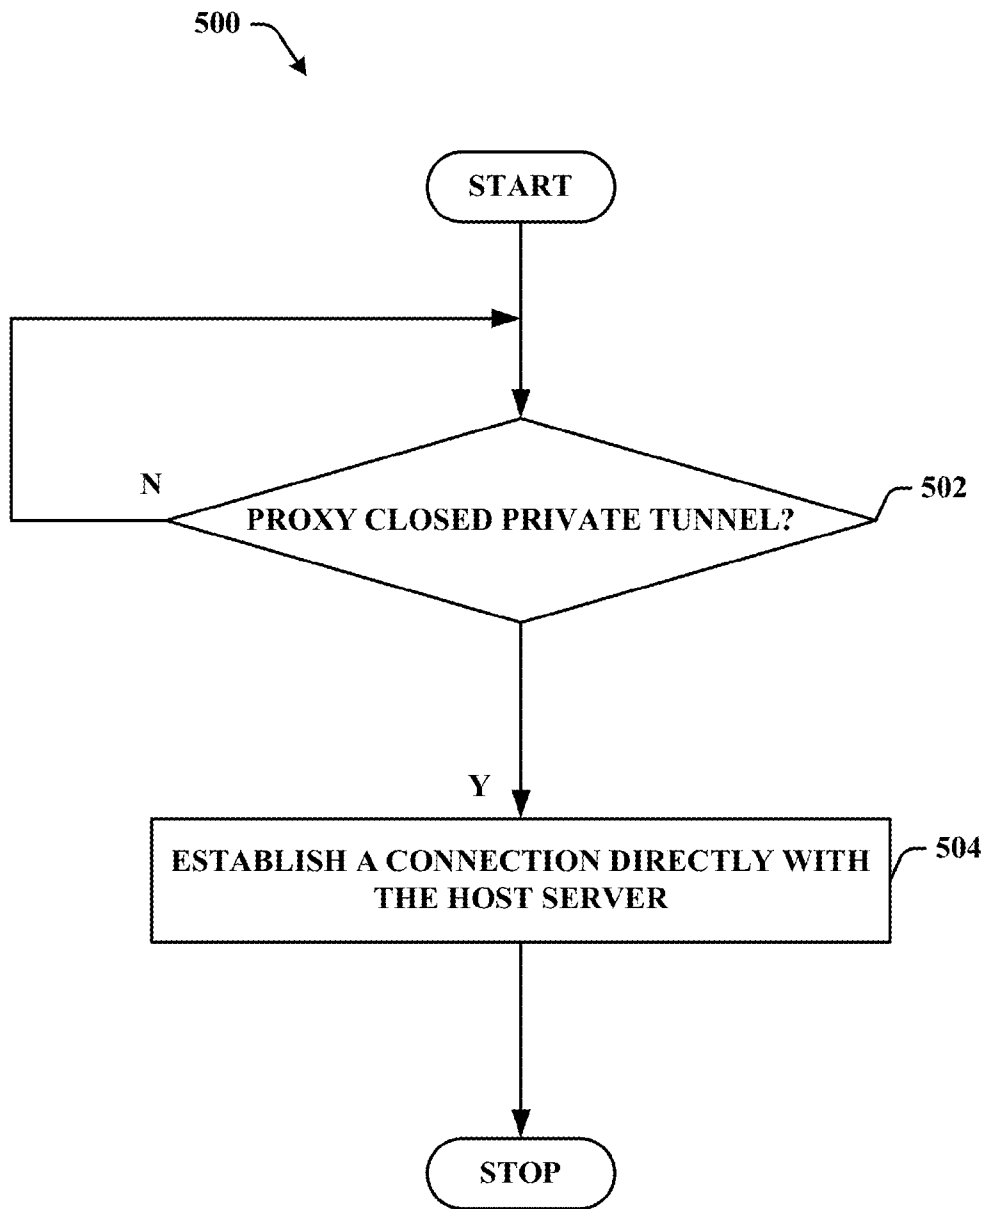 500
START
N
PROXY CLOSED PRIVATE TUNNEL?
502
Y
ESTABLISH A CONNECTION DIRECTLY WITH
THE HOST SERVER
504
STOP